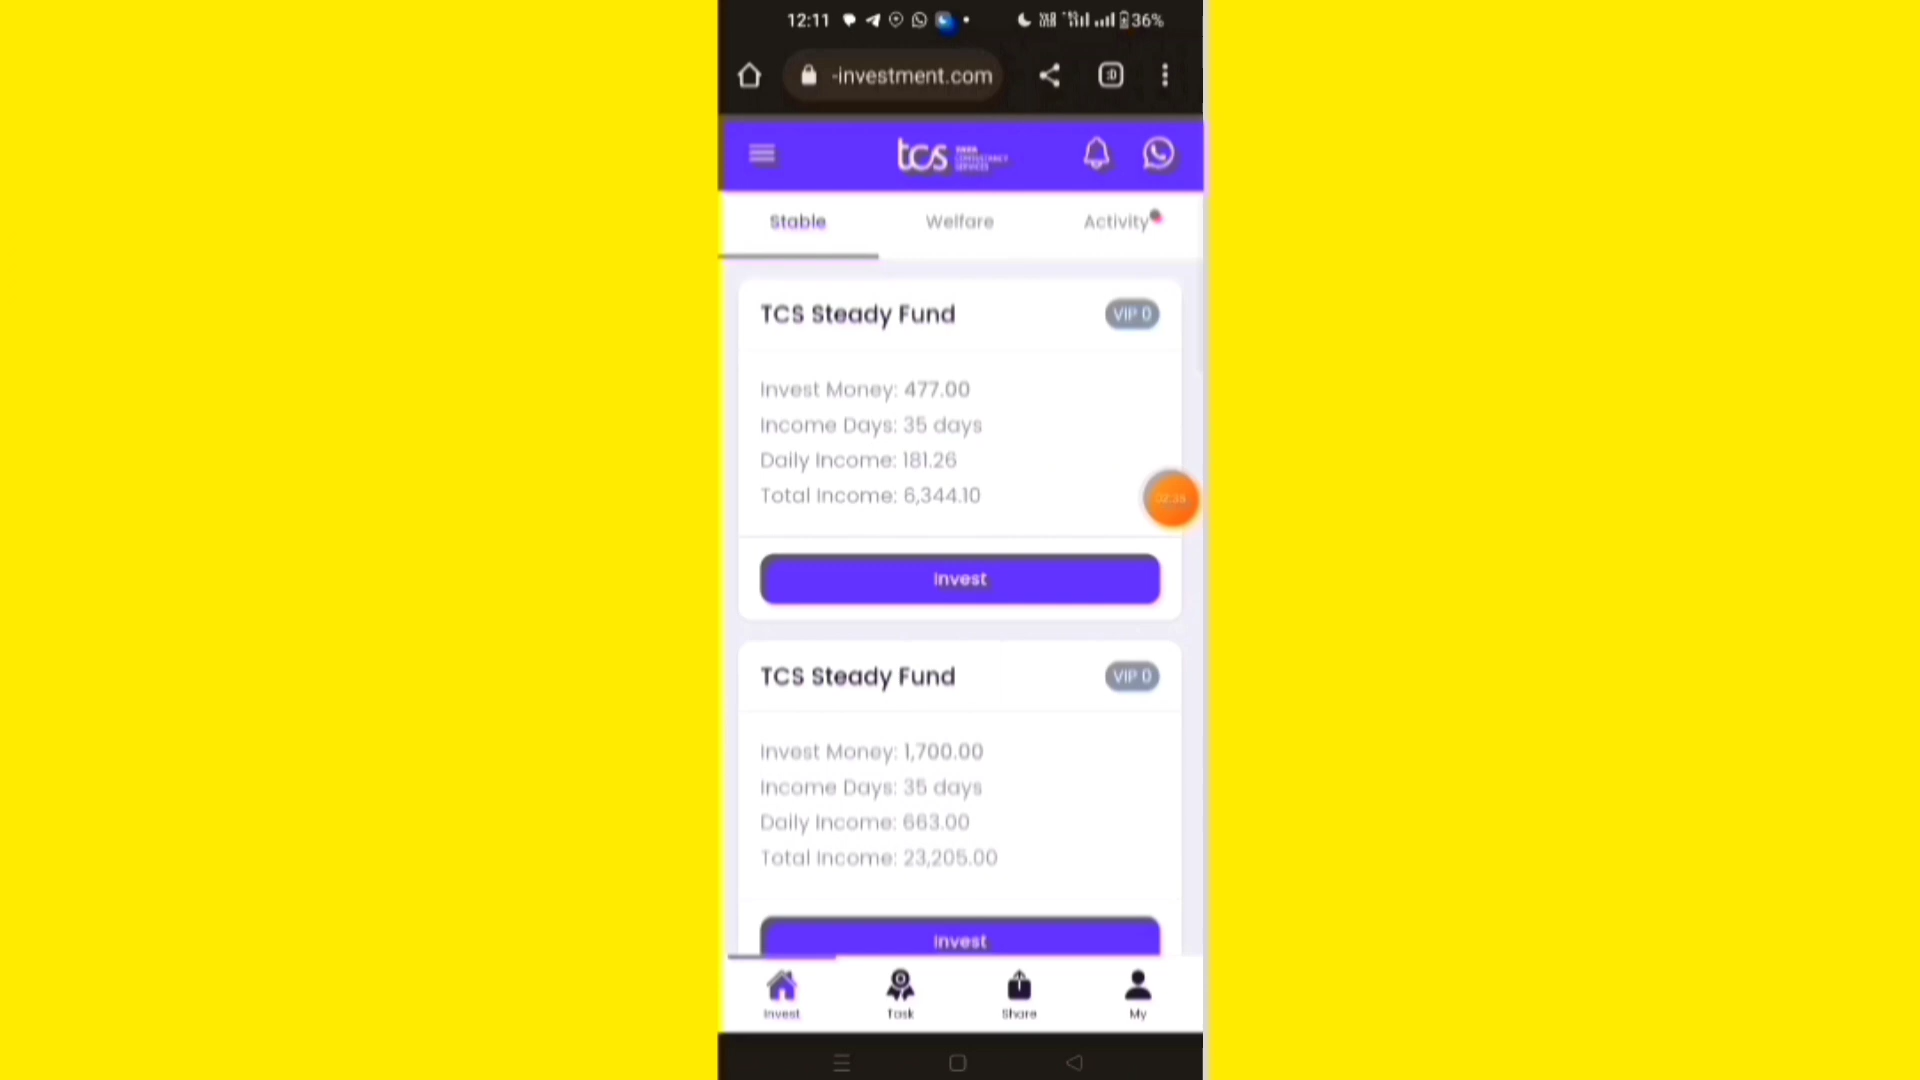 12:11
36%
-investment.com
:D
tcs TATA CONSULTANCY SERVICES
Stable Welfare Activity
TCS Steady Fund VIP 0
Invest Money: 477.00
Income Days: 35 days
Daily Income: 181.26
Total Income: 6,344.10
Invest
TCS Steady Fund VIP 0
Invest Money: 1,700.00
Income Days: 35 days
Daily Income: 663.00
Total Income: 23,205.00
Invest
Invest Task Share My